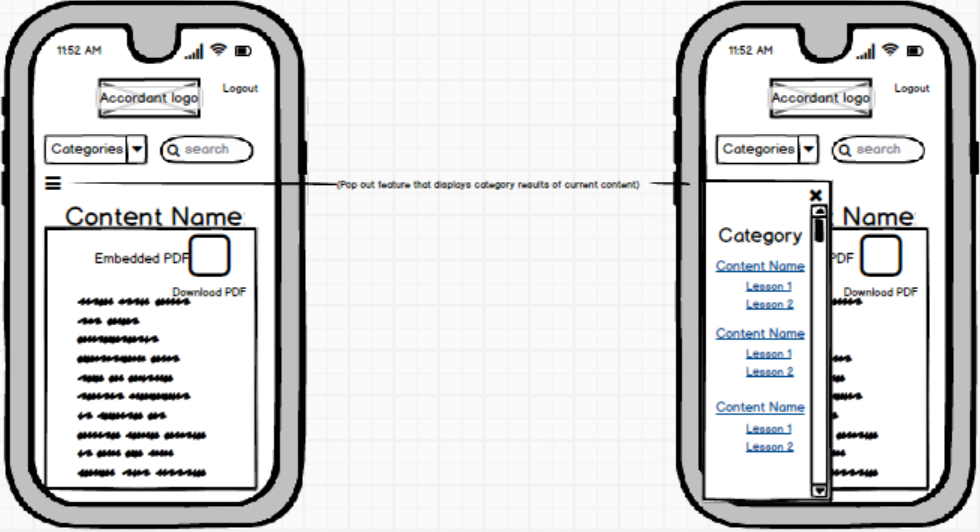 11:52 AM
Accordant logo
Logout
Categories
search
Content Name
Embedded PDF
Download PDF
(Pop out feature that displays category results of current content)
11:52 AM
Accordant logo
Logout
Categories
search
Name
Category
PDF
Content Name
Lesson 1
Download PDF
Lesson 2
Content Name
Lesson 1
Lesson 2
Content Name
Lesson 1
Lesson 2